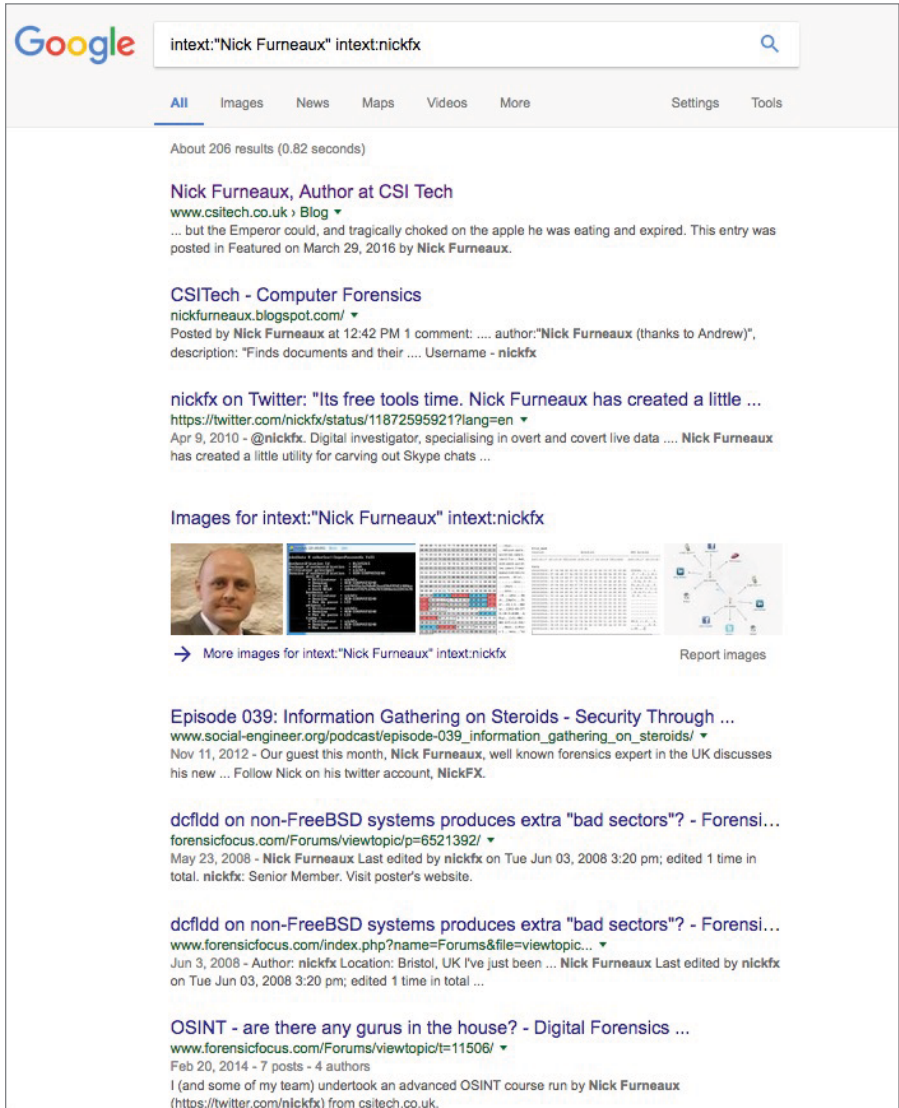 Google
intext:"Nick Furneaux" intext:nickfx
All Images News Maps Videos More Settings Tools
About 206 results (0.82 seconds)
Nick Furneaux, Author at CSI Tech
www.csitech.co.uk › Blog
... but the Emperor could, and tragically choked on the apple he was eating and expired. This entry was
posted in Featured on March 29, 2016 by Nick Furneaux.
CSITech - Computer Forensics
nickfurneaux.blogspot.com/
Posted by Nick Furneaux at 12:42 PM 1 comment: .... author:"Nick Furneaux (thanks to Andrew)",
description: "Finds documents and their .... Username - nickfx
nickfx on Twitter: "Its free tools time. Nick Furneaux has created a little ...
https://twitter.com/nickfx/status/11872595921?lang=en
Apr 9, 2010 - @nickfx. Digital investigator, specialising in overt and covert live data .... Nick Furneaux
has created a little utility for carving out Skype chats ...
Images for intext:"Nick Furneaux" intext:nickfx
More images for intext:"Nick Furneaux" intext:nickfx Report images
Episode 039: Information Gathering on Steroids - Security Through ...
www.social-engineer.org/podcast/episode-039_information_gathering_on_steroids/
Nov 11, 2012 - Our guest this month, Nick Furneaux, well known forensics expert in the UK discusses
his new ... Follow Nick on his twitter account, NickFX.
dcfldd on non-FreeBSD systems produces extra "bad sectors"? - Forensi...
forensicfocus.com/Forums/viewtopic/p=6521392/
May 23, 2008 - Nick Furneaux Last edited by nickfx on Tue Jun 03, 2008 3:20 pm; edited 1 time in
total. nickfx: Senior Member. Visit poster's website.
dcfldd on non-FreeBSD systems produces extra "bad sectors"? - Forensi...
www.forensicfocus.com/index.php?name=Forums&file=viewtopic...
Jun 3, 2008 - Author: nickfx Location: Bristol, UK I've just been ... Nick Furneaux Last edited by nickfx
on Tue Jun 03, 2008 3:20 pm; edited 1 time in total ...
OSINT - are there any gurus in the house? - Digital Forensics ...
www.forensicfocus.com/Forums/viewtopic/t=11506/
Feb 20, 2014 - 7 posts - 4 authors
I (and some of my team) undertook an advanced OSINT course run by Nick Furneaux
(https://twitter.com/nickfx) from csitech.co.uk.